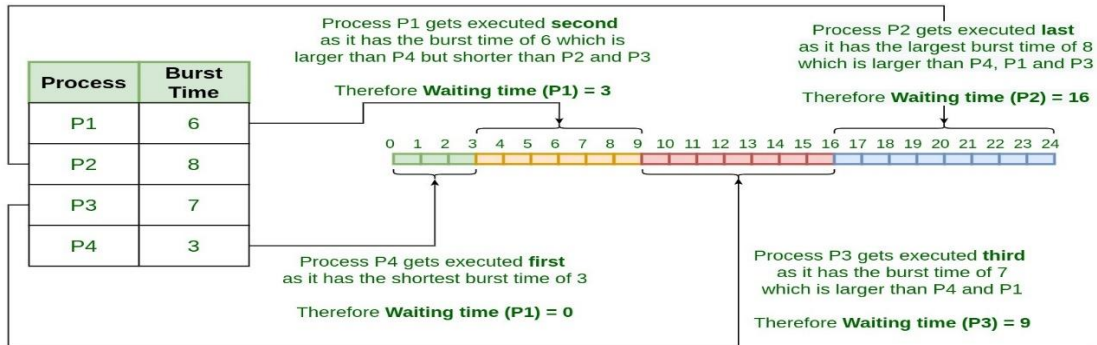 Process P1 gets executed second
as it has the burst time of 6 which is
larger than P4 but shorter than P2 and P3
Therefore Waiting time (P1) = 3
Process P2 gets executed last
as it has the largest burst time of 8
which is larger than P4, P1 and P3
Therefore Waiting time (P2) = 16
Process Burst Time
P1 6
P2 8
P3 7
P4 3
0 1 2 3 4 5 6 7 8 9 10 11 12 13 14 15 16 17 18 19 20 21 22 23 24
Process P4 gets executed first
as it has the shortest burst time of 3
Therefore Waiting time (P1) = 0
Process P3 gets executed third
as it has the burst time of 7
which is larger than P4 and P1
Therefore Waiting time (P3) = 9